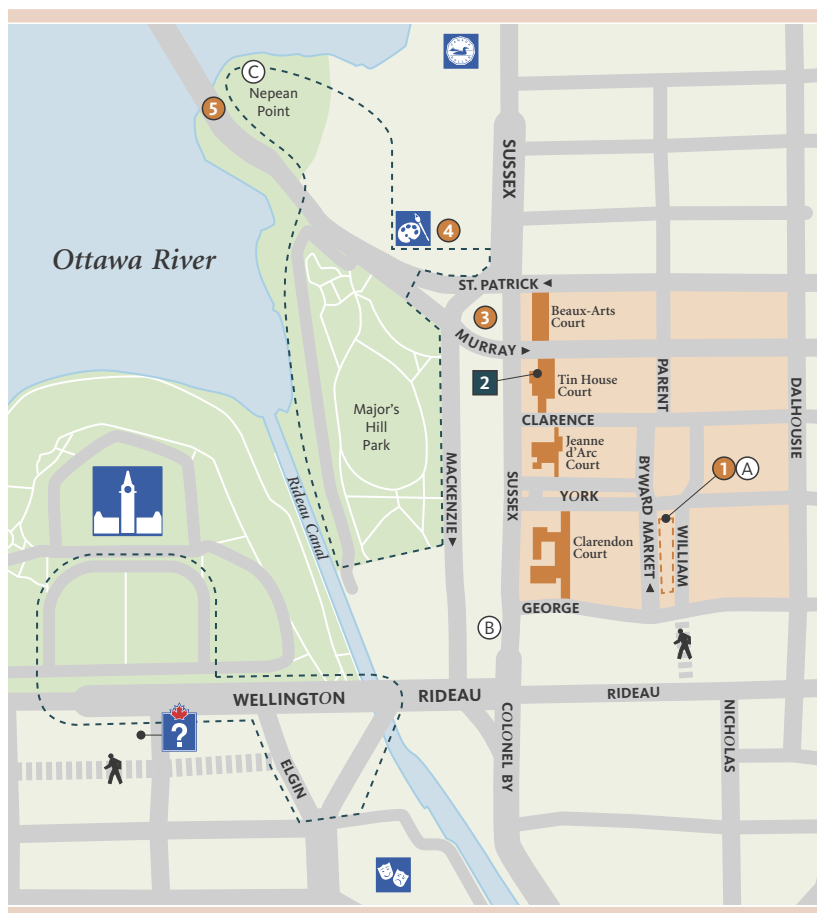 C
Nepean
Point
5
SUSSEX
4
Ottawa River
ST. PATRICK
Beaux-Arts
Court
3
MURRAY
2
Tin House
Court
PARENT
DALHOUSIE
Major's
Hill
Park
CLARENCE
Jeanne
d'Arc
Court
MACKENZIE
SUSSEX
BYWARD MARKET
1
A
YORK
Rideau Canal
Clarendon
Court
WILLIAM
GEORGE
B
WELLINGTON
RIDEAU
RIDEAU
COLONEL BY
NICHOLAS
?
ELGIN